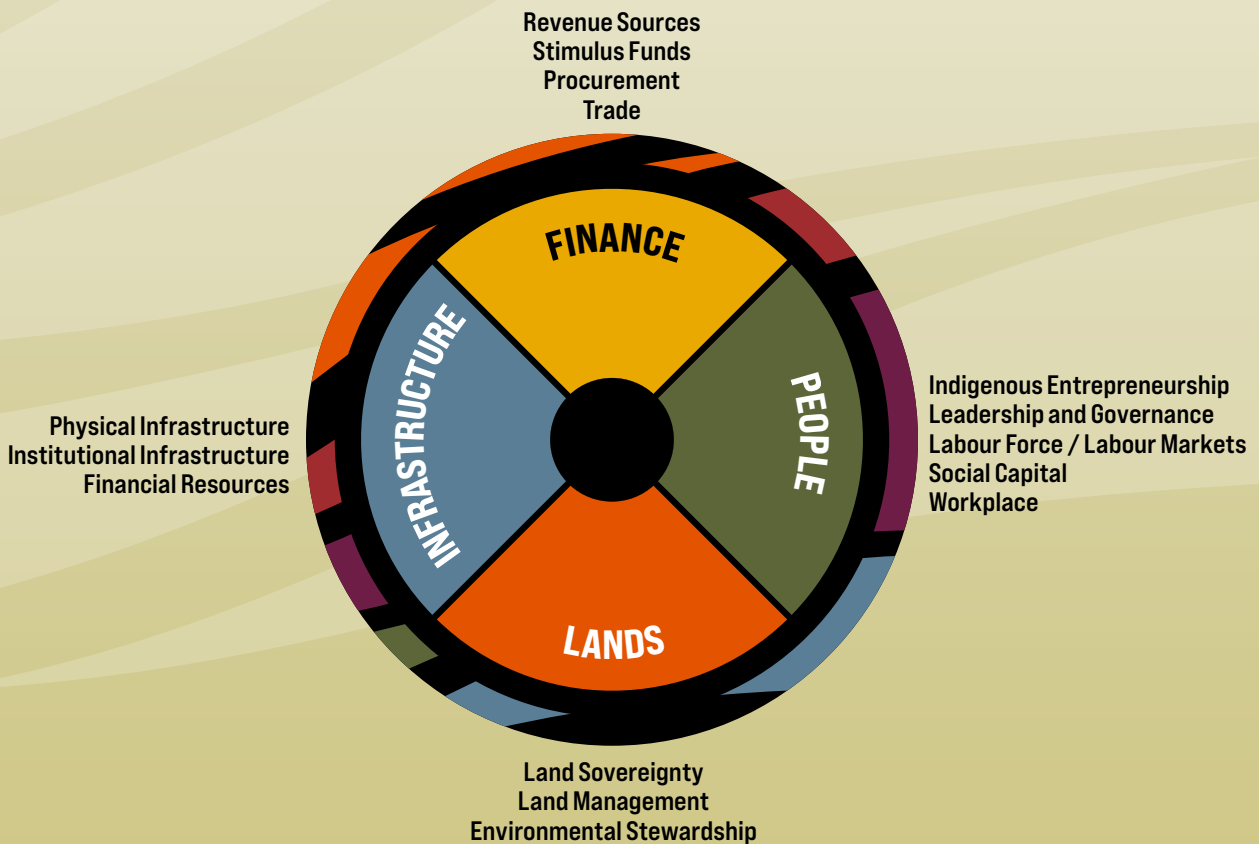 Revenue Sources
Stimulus Funds
Procurement
Trade
FINANCE
PEOPLE
Indigenous Entrepreneurship
Leadership and Governance
Labour Force / Labour Markets
Social Capital
Workplace
LANDS
Land Sovereignty
Land Management
Environmental Stewardship
INFRASTRUCTURE
Physical Infrastructure
Institutional Infrastructure
Financial Resources